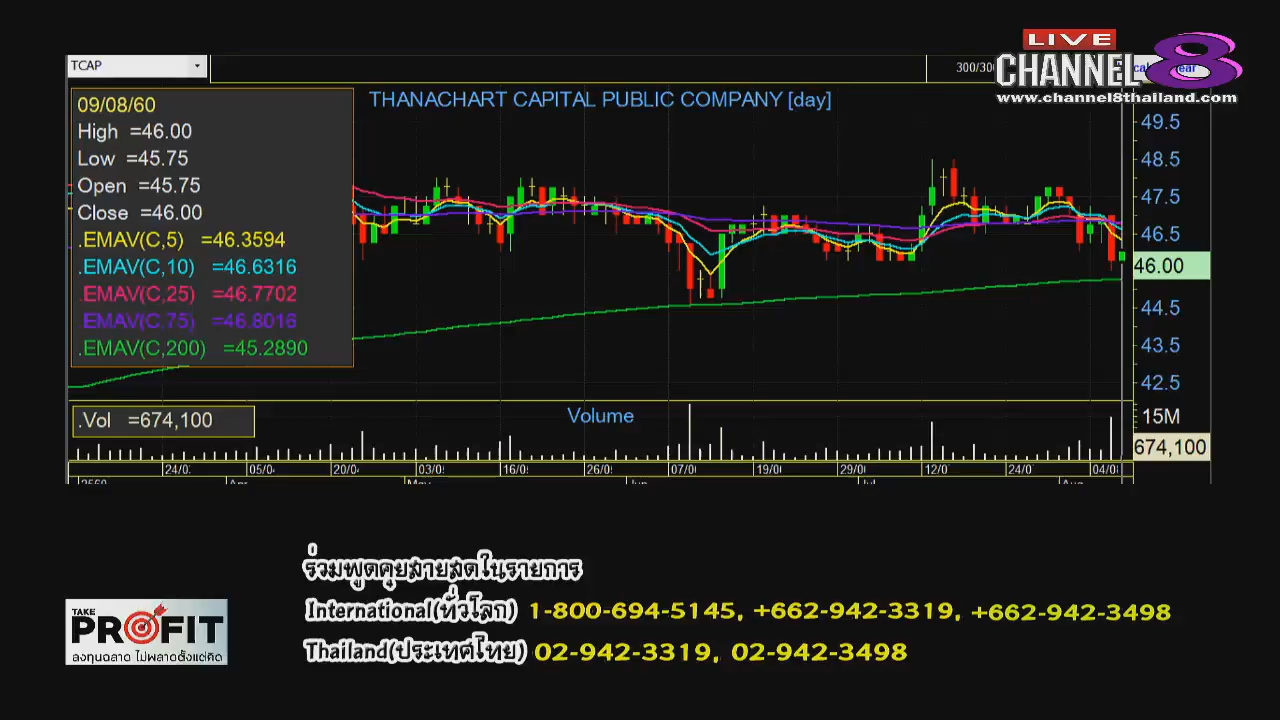 TCAP
300/300
LIVE
CHANNEL 8
www.channel8thailand.com
09/08/60
High =46.00
Low =45.75
Open =45.75
Close =46.00
.EMAV(C,5) =46.3594
.EMAV(C,10) =46.6316
.EMAV(C,25) =46.7702
.EMAV(C,75) =46.8016
.EMAV(C,200) =45.2890
THANACHART CAPITAL PUBLIC COMPANY [day]
49.5
48.5
47.5
46.5
46.00
44.5
43.5
42.5
.Vol =674,100
Volume
15M
674,100
24/0 05/0 20/0 03/0 16/0 26/0 07/0 19/0 29/0 12/0 24/0 04/0
2560 Apr May Jun Jul Aug
ร่วมพูดคุยสายสดในรายการ
International(ทั่วโลก) 1-800-694-5145, +662-942-3319, +662-942-3498
Thailand(ประเทศไทย) 02-942-3319, 02-942-3498
TAKE
PROFIT
ลงทุนฉลาด ไม่พลาดตั้งแต่คิด